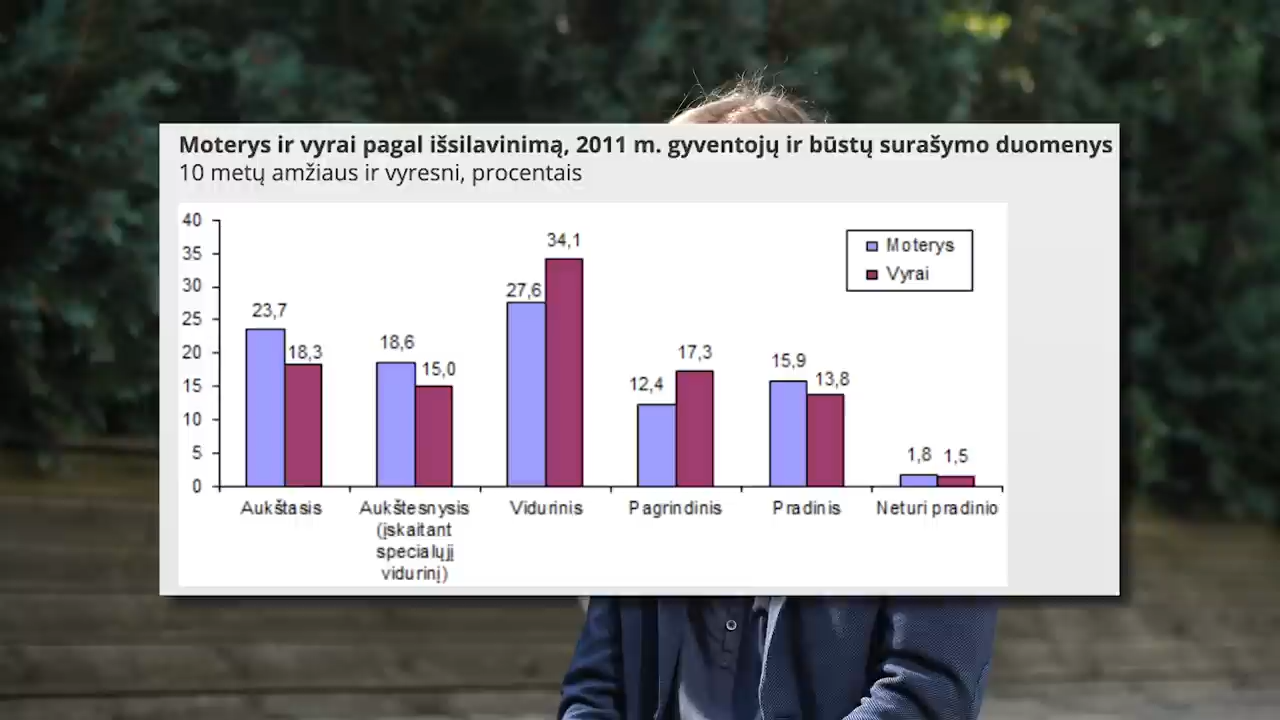 Moterys ir vyrai pagal išsilavinimą, 2011 m. gyventojų ir būstų surašymo duomenys
10 metų amžiaus ir vyresni, procentais
40
35
30
25
20
15
10
5
0
23,7
18,3
18,6
15,0
27,6
34,1
12,4
17,3
15,9
13,8
1,8
1,5
Moterys
Vyrai
Aukštasis
Aukštesnysis
(įskaitant
specialųjį
vidurinį)
Vidurinis
Pagrindinis
Pradinis
Neturi pradinio